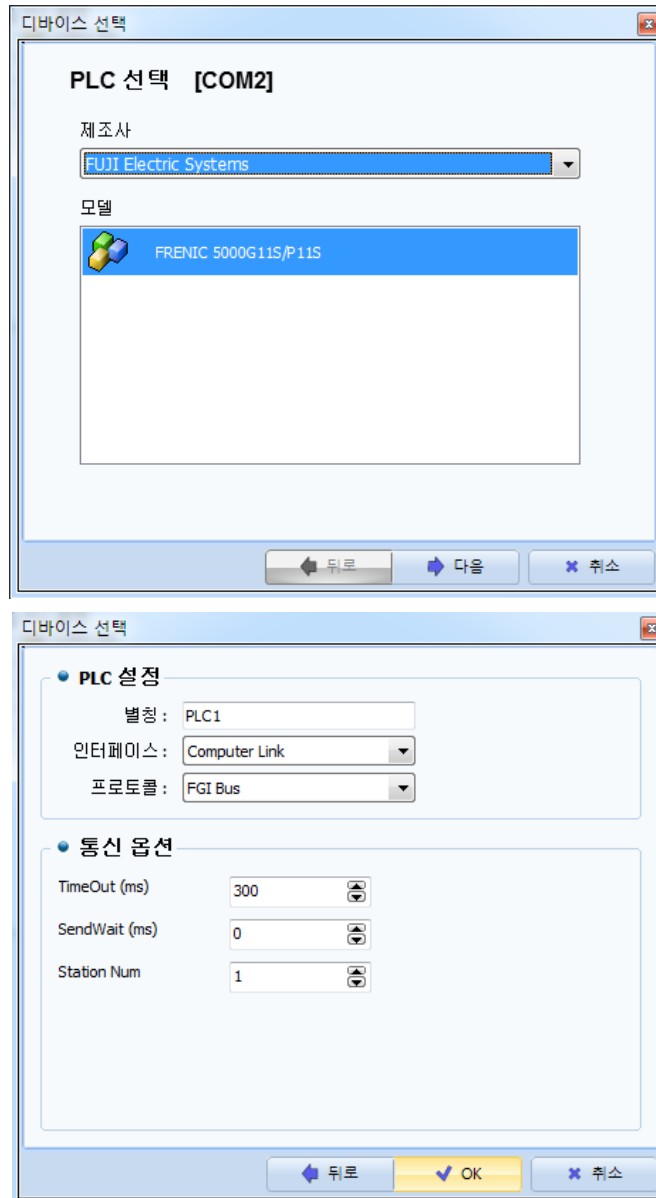 디바이스 선택
PLC 선택 [COM2]
제조사
FUJI Electric Systems
모델
FRENIC 5000G11S/P11S
뒤로
다음
취소
디바이스 선택
PLC 설정
별칭 : PLC1
인터페이스 : Computer Link
프로토콜 : FGI Bus
통신 옵션
TimeOut (ms) 300
SendWait (ms) 0
Station Num 1
뒤로
OK
취소